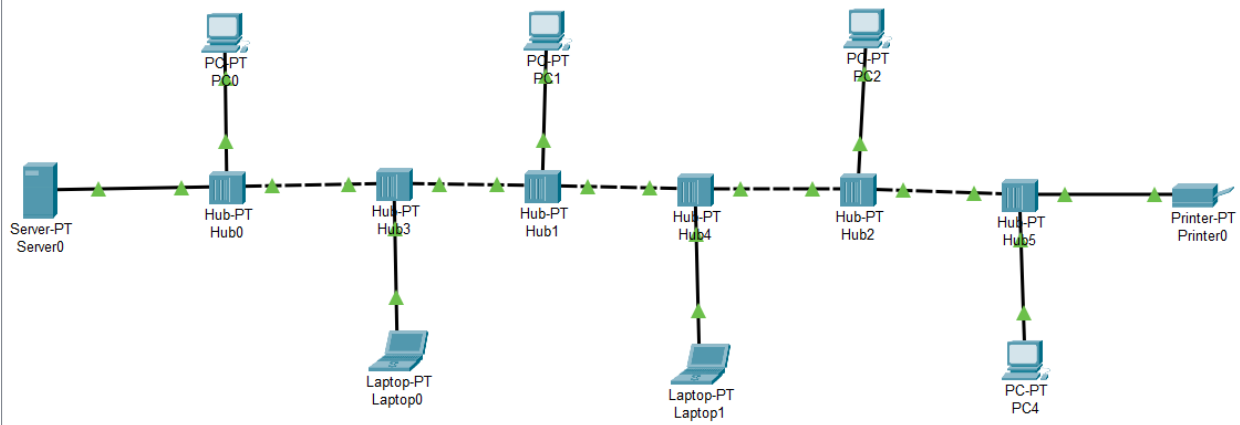 PC-PT
PC0
PC-PT
PC1
PC-PT
PC2
Server-PT
Server0
Hub-PT
Hub0
Hub-PT
Hub3
Hub-PT
Hub1
Hub-PT
Hub4
Hub-PT
Hub2
Hub-PT
Hub5
Printer-PT
Printer0
Laptop-PT
Laptop0
Laptop-PT
Laptop1
PC-PT
PC4